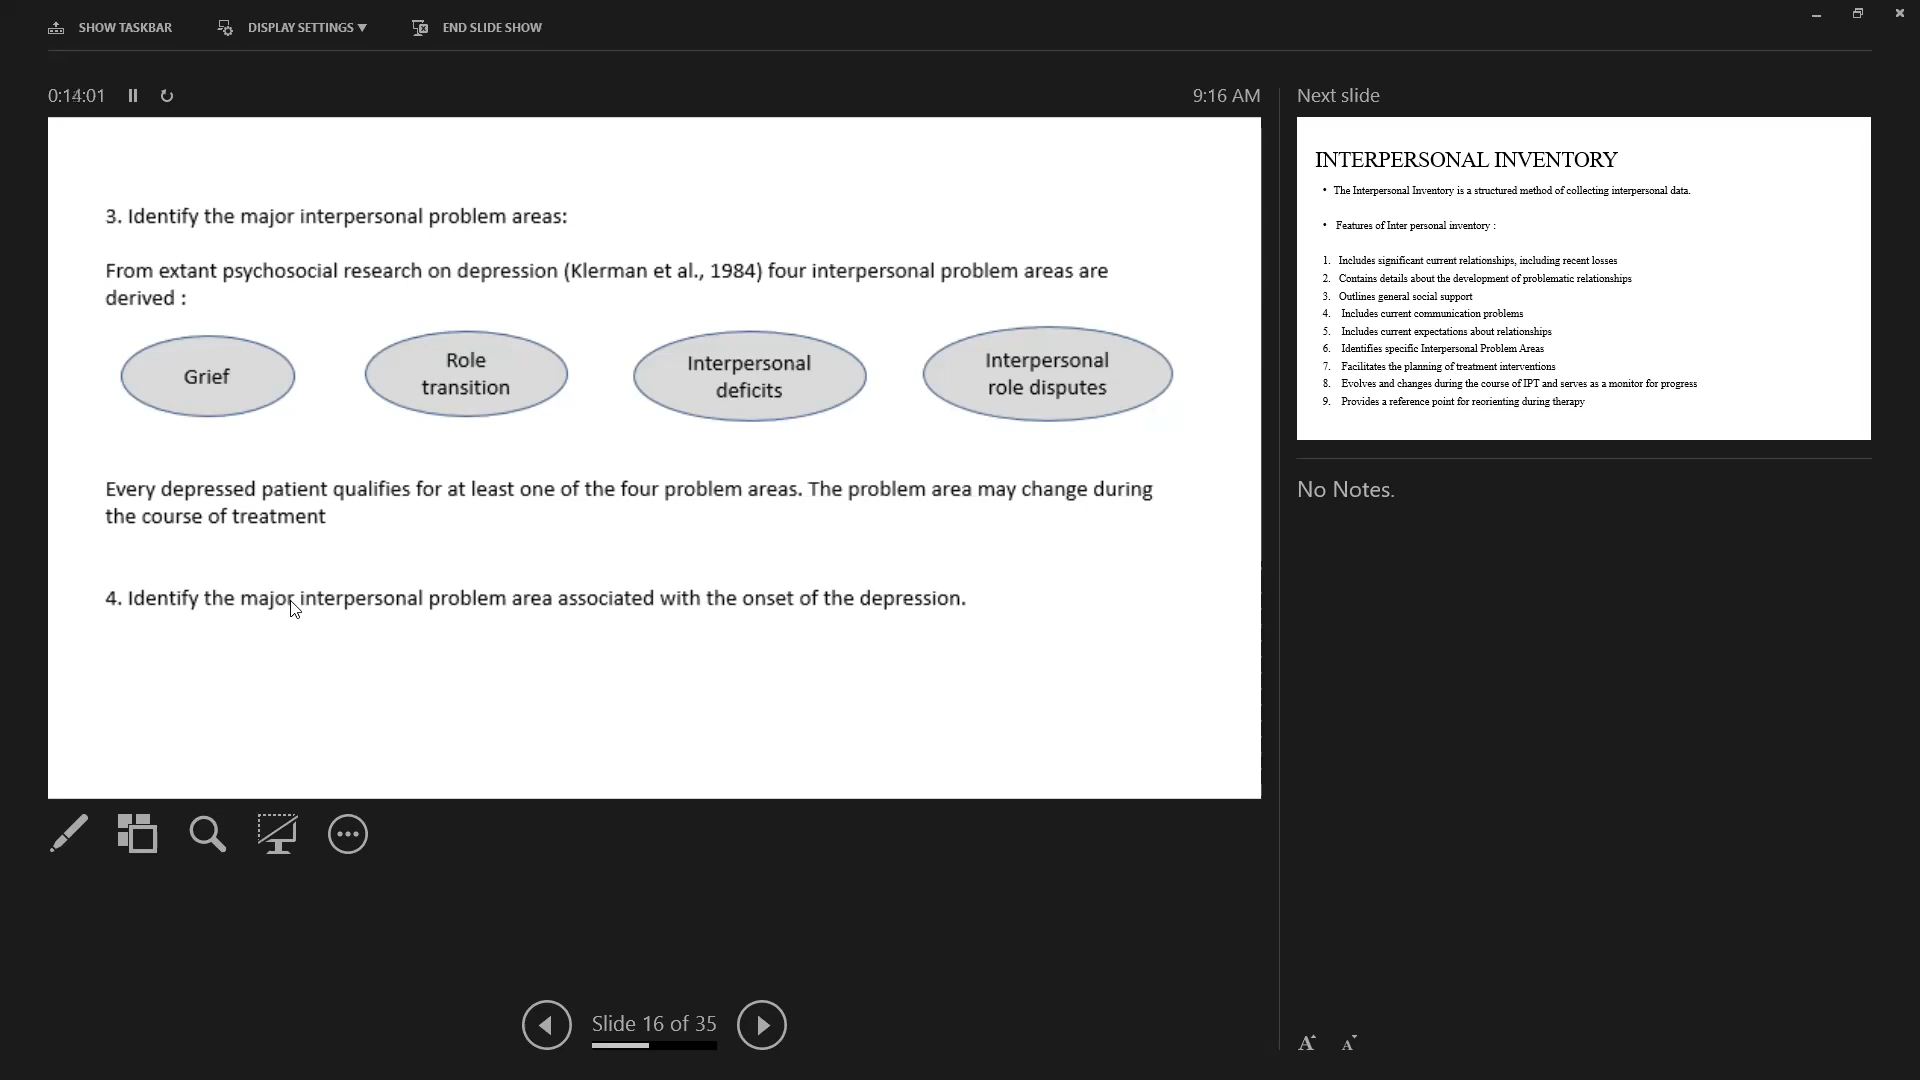 SHOW TASKBAR
DISPLAY SETTINGS
END SLIDE SHOW
0:14:01
9:16 AM
3. Identify the major interpersonal problem areas:
From extant psychosocial research on depression (Klerman et al., 1984) four interpersonal problem areas are
derived :
Grief
Role
transition
Interpersonal
deficits
Interpersonal
role disputes
Every depressed patient qualifies for at least one of the four problem areas. The problem area may change during
the course of treatment
4. Identify the major interpersonal problem area associated with the onset of the depression.
Slide 16 of 35
Next slide
INTERPERSONAL INVENTORY
• The Interpersonal Inventory is a structured method of collecting interpersonal data.
• Features of Inter personal inventory :
1. Includes significant current relationships, including recent losses
2. Contains details about the development of problematic relationships
3. Outlines general social support
4. Includes current communication problems
5. Includes current expectations about relationships
6. Identifies specific Interpersonal Problem Areas
7. Facilitates the planning of treatment interventions
8. Evolves and changes during the course of IPT and serves as a monitor for progress
9. Provides a reference point for reorienting during therapy
No Notes.
A A